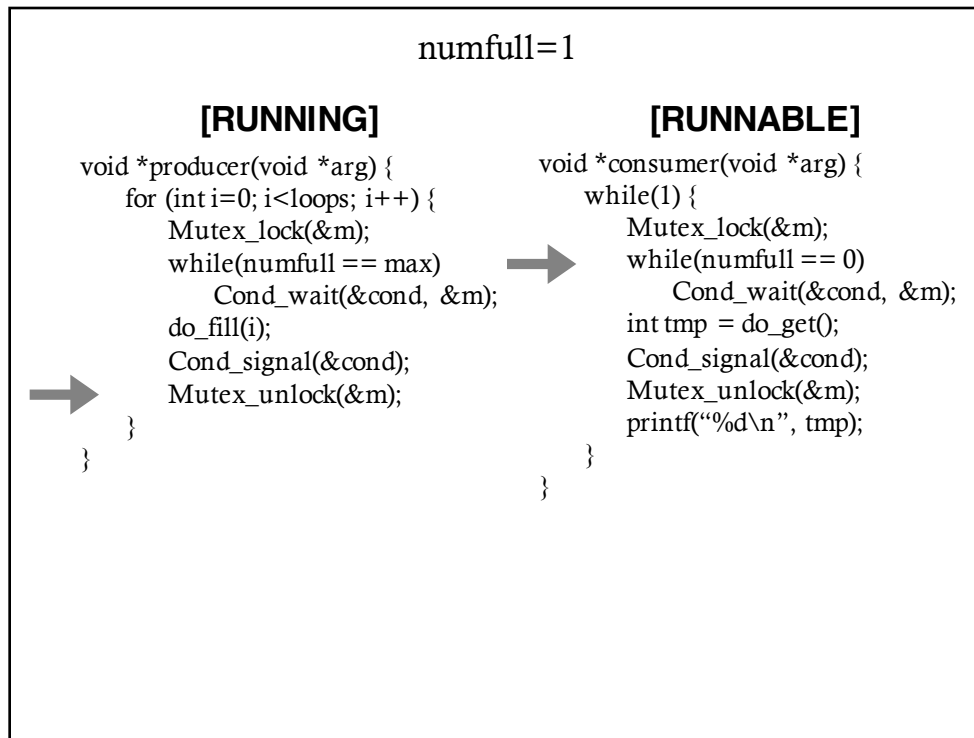 numfull=1
[RUNNING]
void *producer(void *arg) {
for (int i=0; i<loops; i++) {
Mutex_lock(&m);
while(numfull == max)
Cond_wait(&cond, &m);
do_fill(i);
Cond_signal(&cond);
Mutex_unlock(&m);
}
}
[RUNNABLE]
void *consumer(void *arg) {
while(1) {
Mutex_lock(&m);
while(numfull == 0)
Cond_wait(&cond, &m);
int tmp = do_get();
Cond_signal(&cond);
Mutex_unlock(&m);
printf(“%d\n”, tmp);
}
}